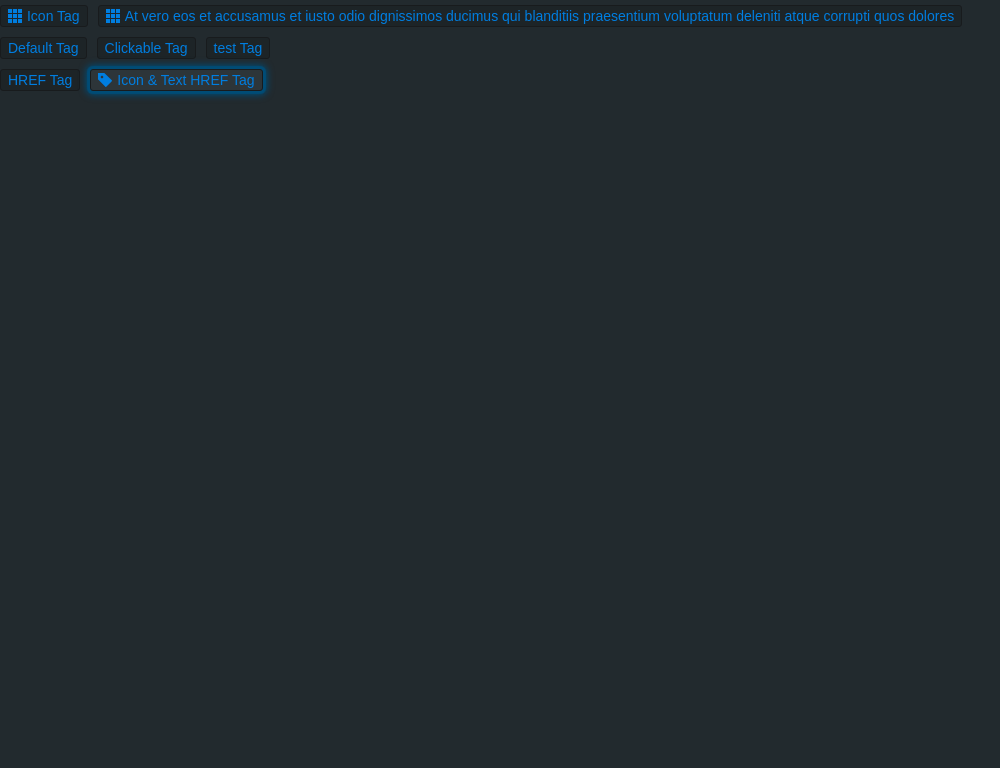 Icon Tag At vero eos et accusamus et iusto odio dignissimos ducimus qui blanditiis praesentium voluptatum deleniti atque corrupti quos dolores
Default Tag Clickable Tag test Tag
HREF Tag Icon & Text HREF Tag